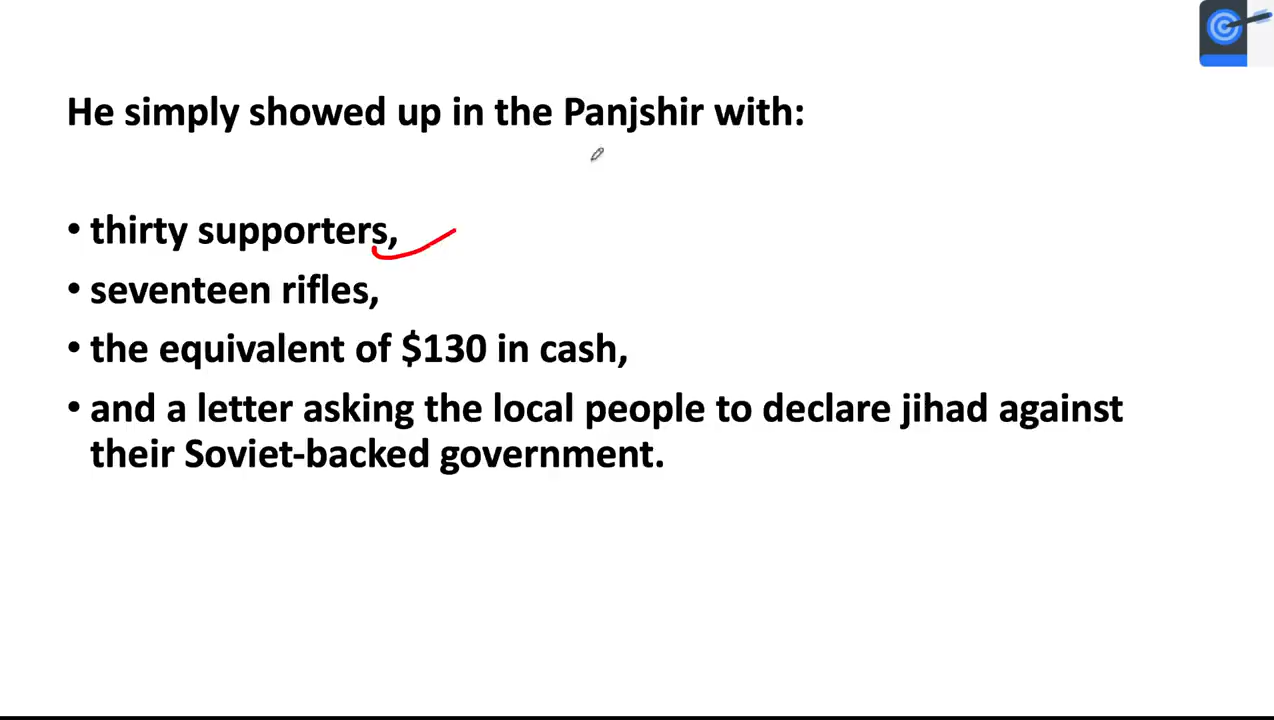 He simply showed up in the Panjshir with:
• thirty supporters,
• seventeen rifles,
• the equivalent of $130 in cash,
• and a letter asking the local people to declare jihad against
their Soviet-backed government.